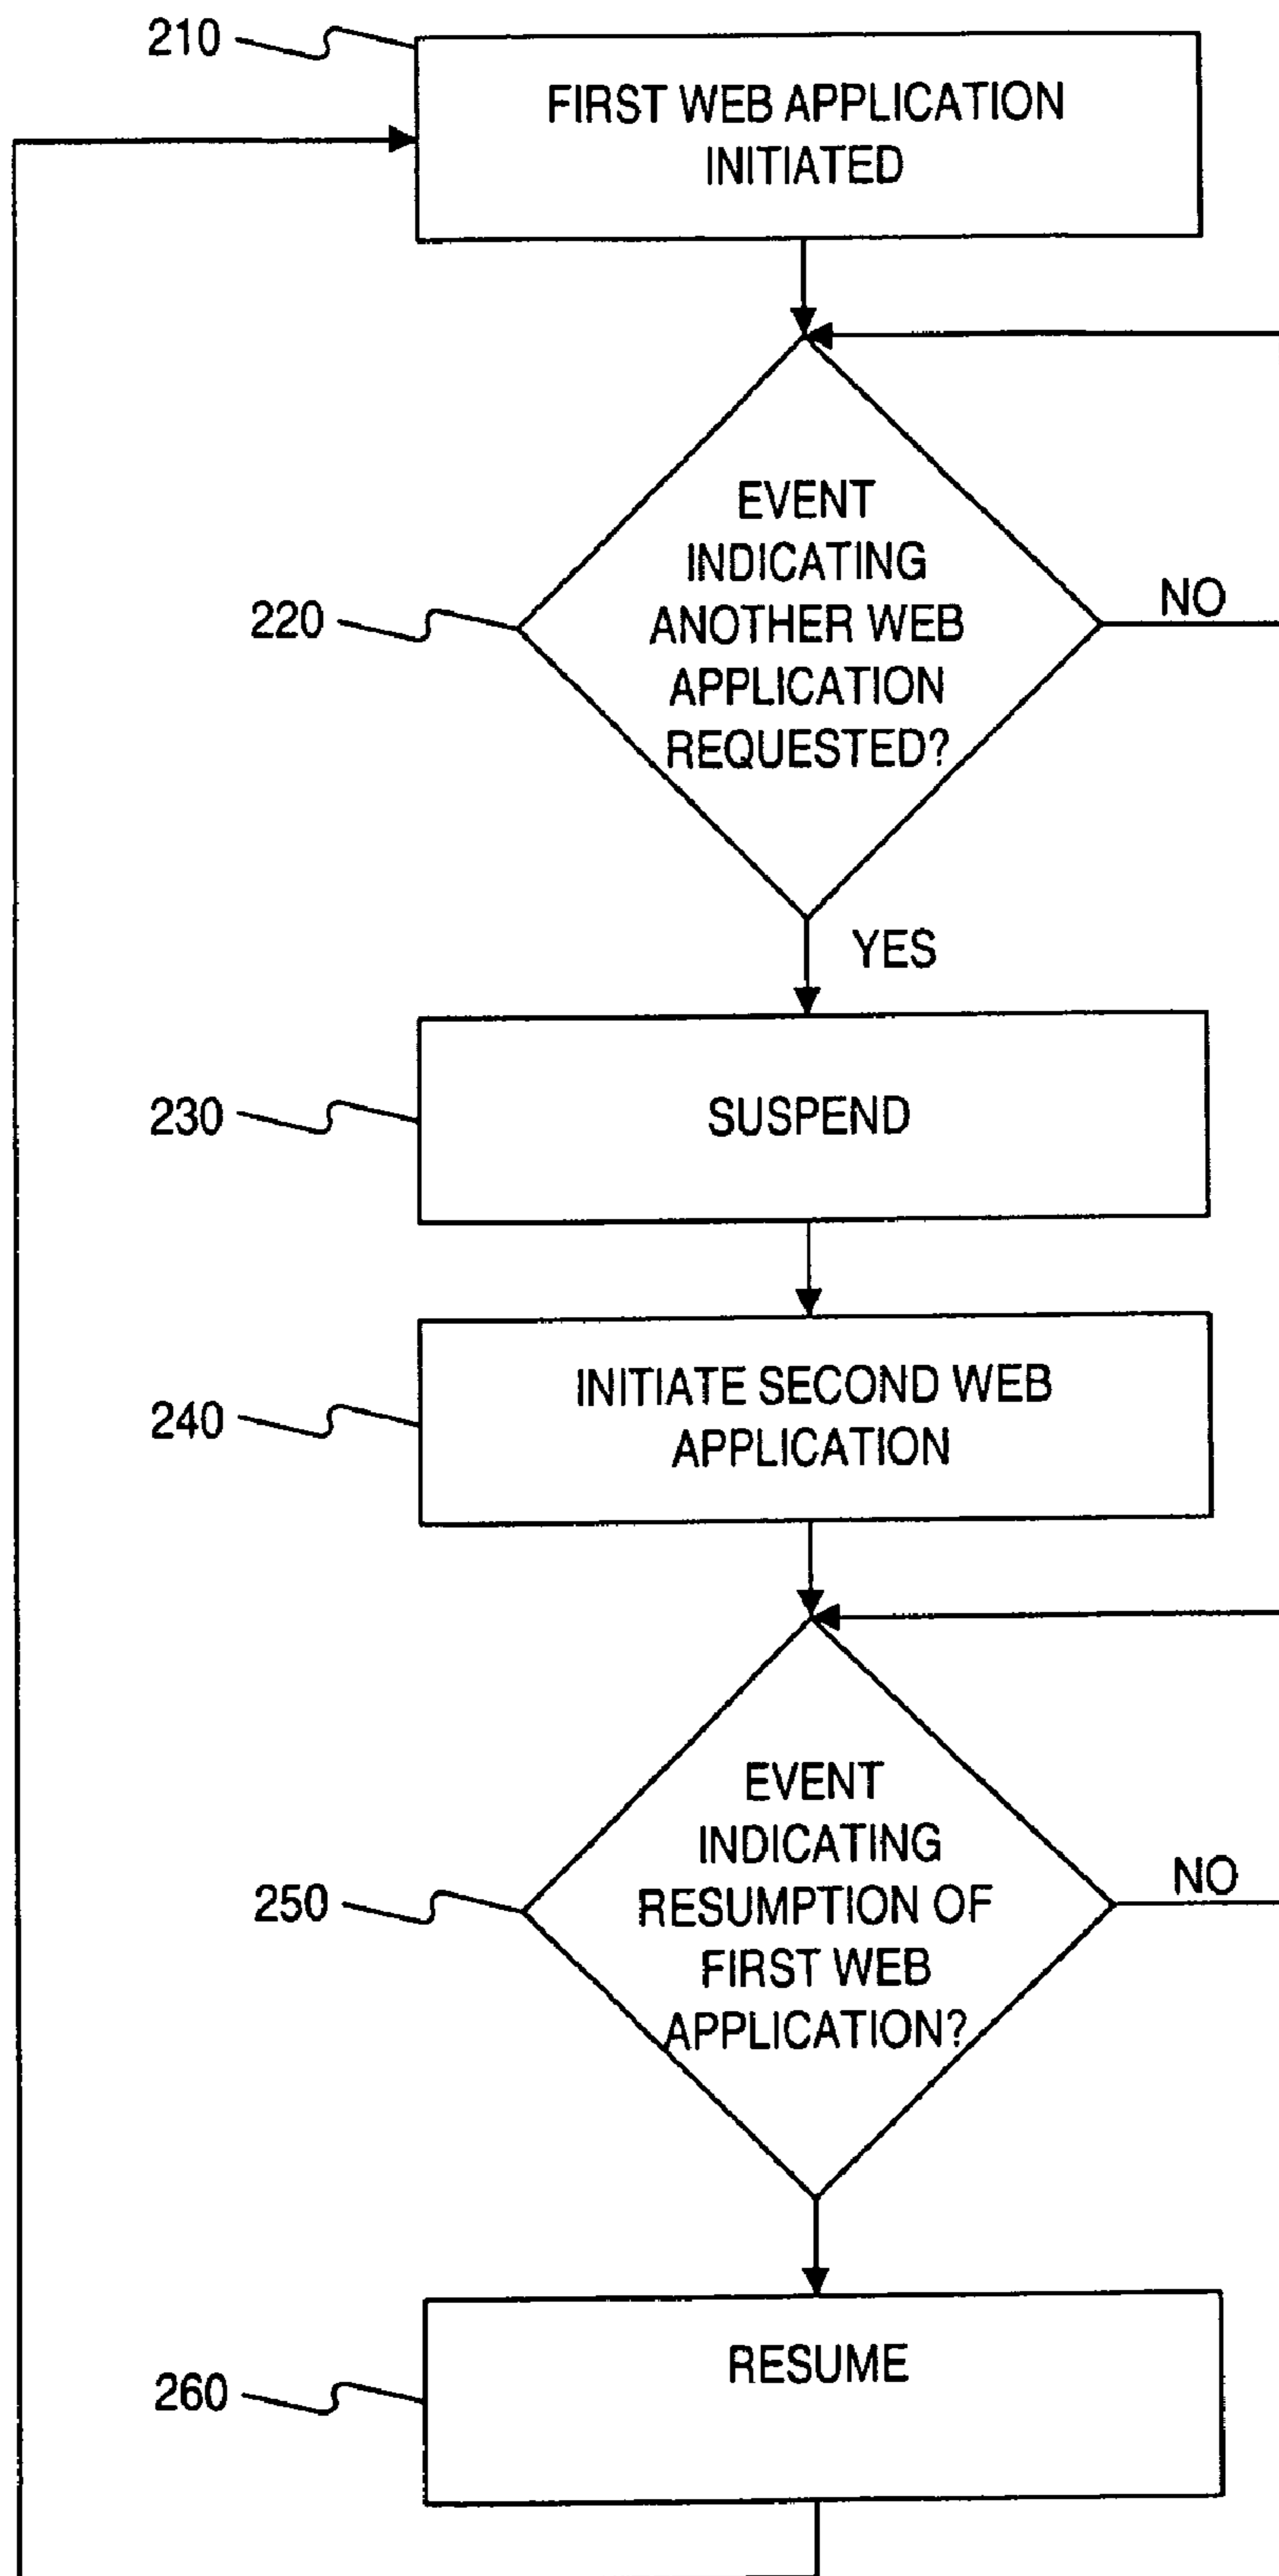 210
FIRST WEB APPLICATION
INITIATED
220
EVENT
INDICATING
ANOTHER WEB
APPLICATION
REQUESTED?
NO
YES
230
SUSPEND
240
INITIATE SECOND WEB
APPLICATION
250
EVENT
INDICATING
RESUMPTION OF
FIRST WEB
APPLICATION?
NO
260
RESUME